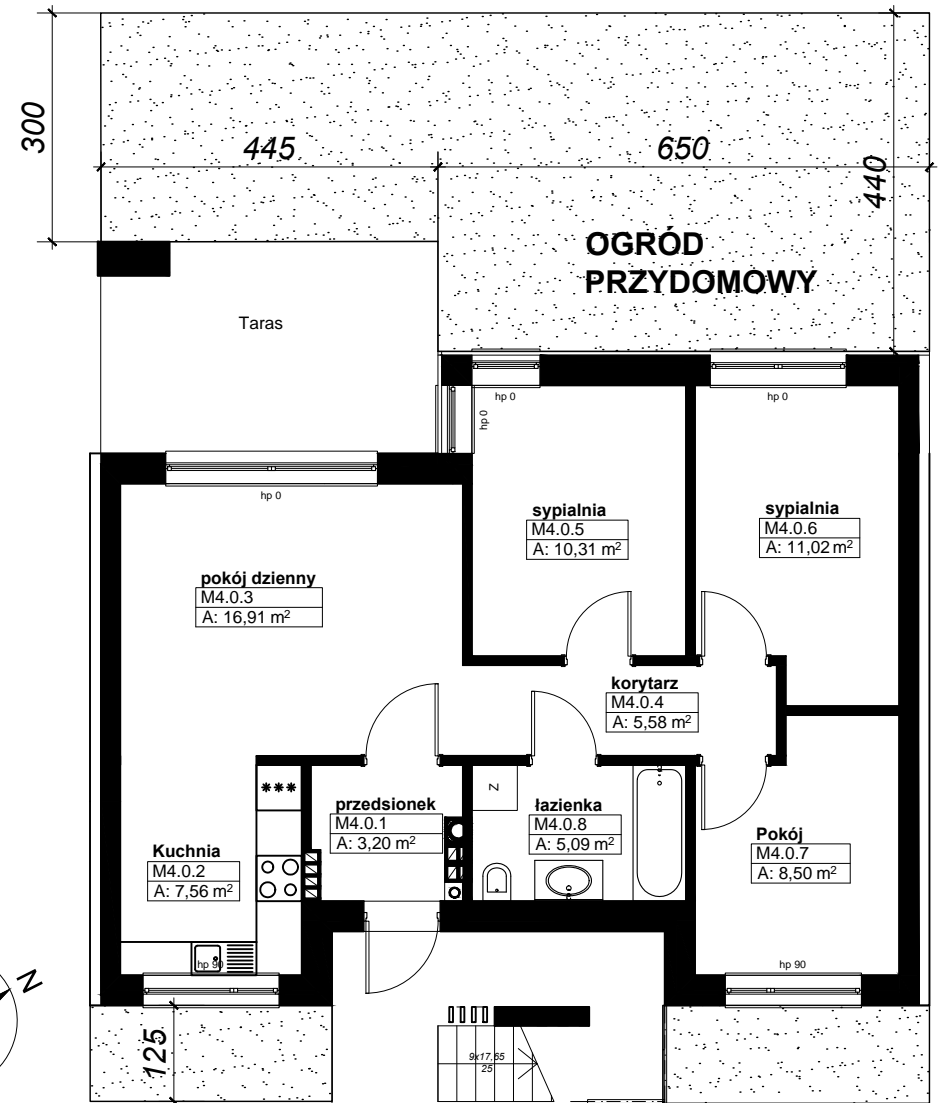 300
445
650
440
OGRÓD
PRZYDOMOWY
Taras
hp 0
hp 0
hp 0
hp 0
sypialnia
M4.0.5
A: 10,31 m²
sypialnia
M4.0.6
A: 11,02 m²
pokój dzienny
M4.0.3
A: 16,91 m²
korytarz
M4.0.4
A: 5,58 m²
przedsionek
M4.0.1
A: 3,20 m²
Z
łazienka
M4.0.8
A: 5,09 m²
Pokój
M4.0.7
A: 8,50 m²
Kuchnia
M4.0.2
A: 7,56 m²
hp 90
hp 90
N
125
9x17,65
25